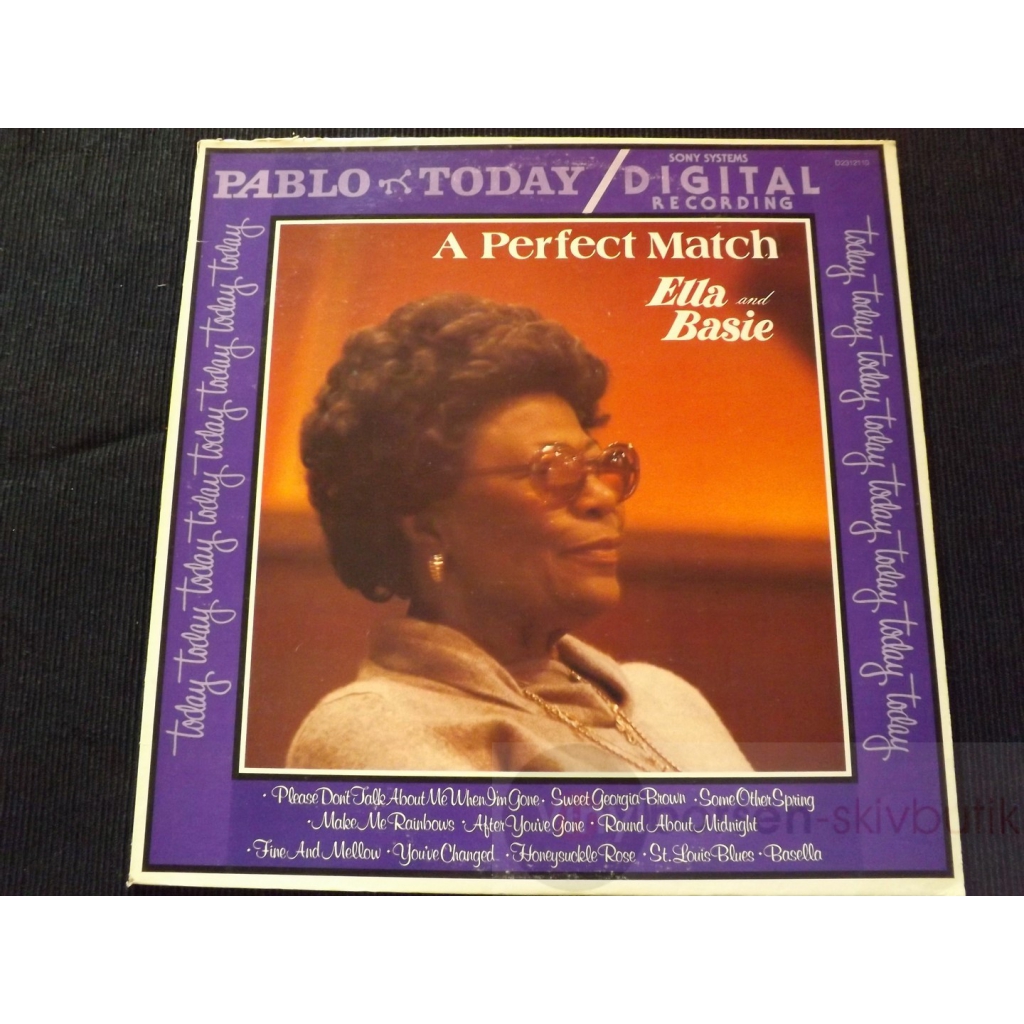 PABLO TODAY / DIGITAL
SONY SYSTEMS
RECORDING
A Perfect Match
Ella and
Basie
today today today today today today today today
today today today today today today today today
· Please Don't Talk About Me When I'm Gone · Sweet Georgia Brown · Some Other Spring
· Make Me Rainbows · After You've Gone · Round About Midnight
· Fine And Mellow · You've Changed · Honeysuckle Rose · St. Louis Blues · Basella
-skivbutik